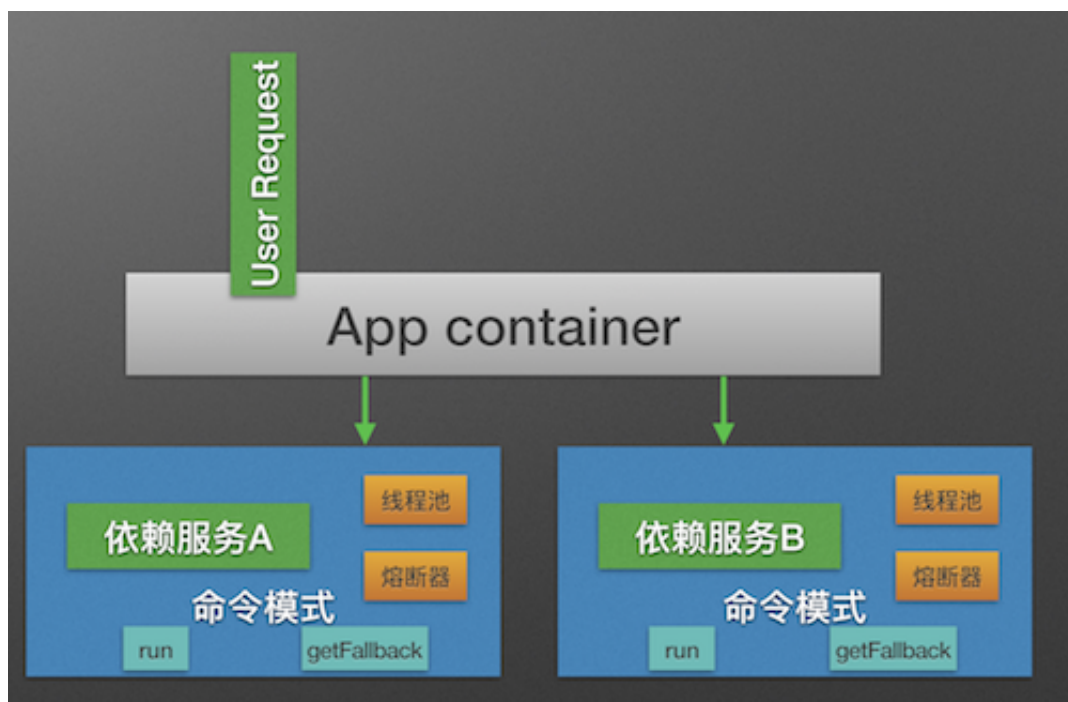 User Request
App container
依赖服务A
线程池
熔断器
命令模式
run
getFallback
依赖服务B
线程池
熔断器
命令模式
run
getFallback